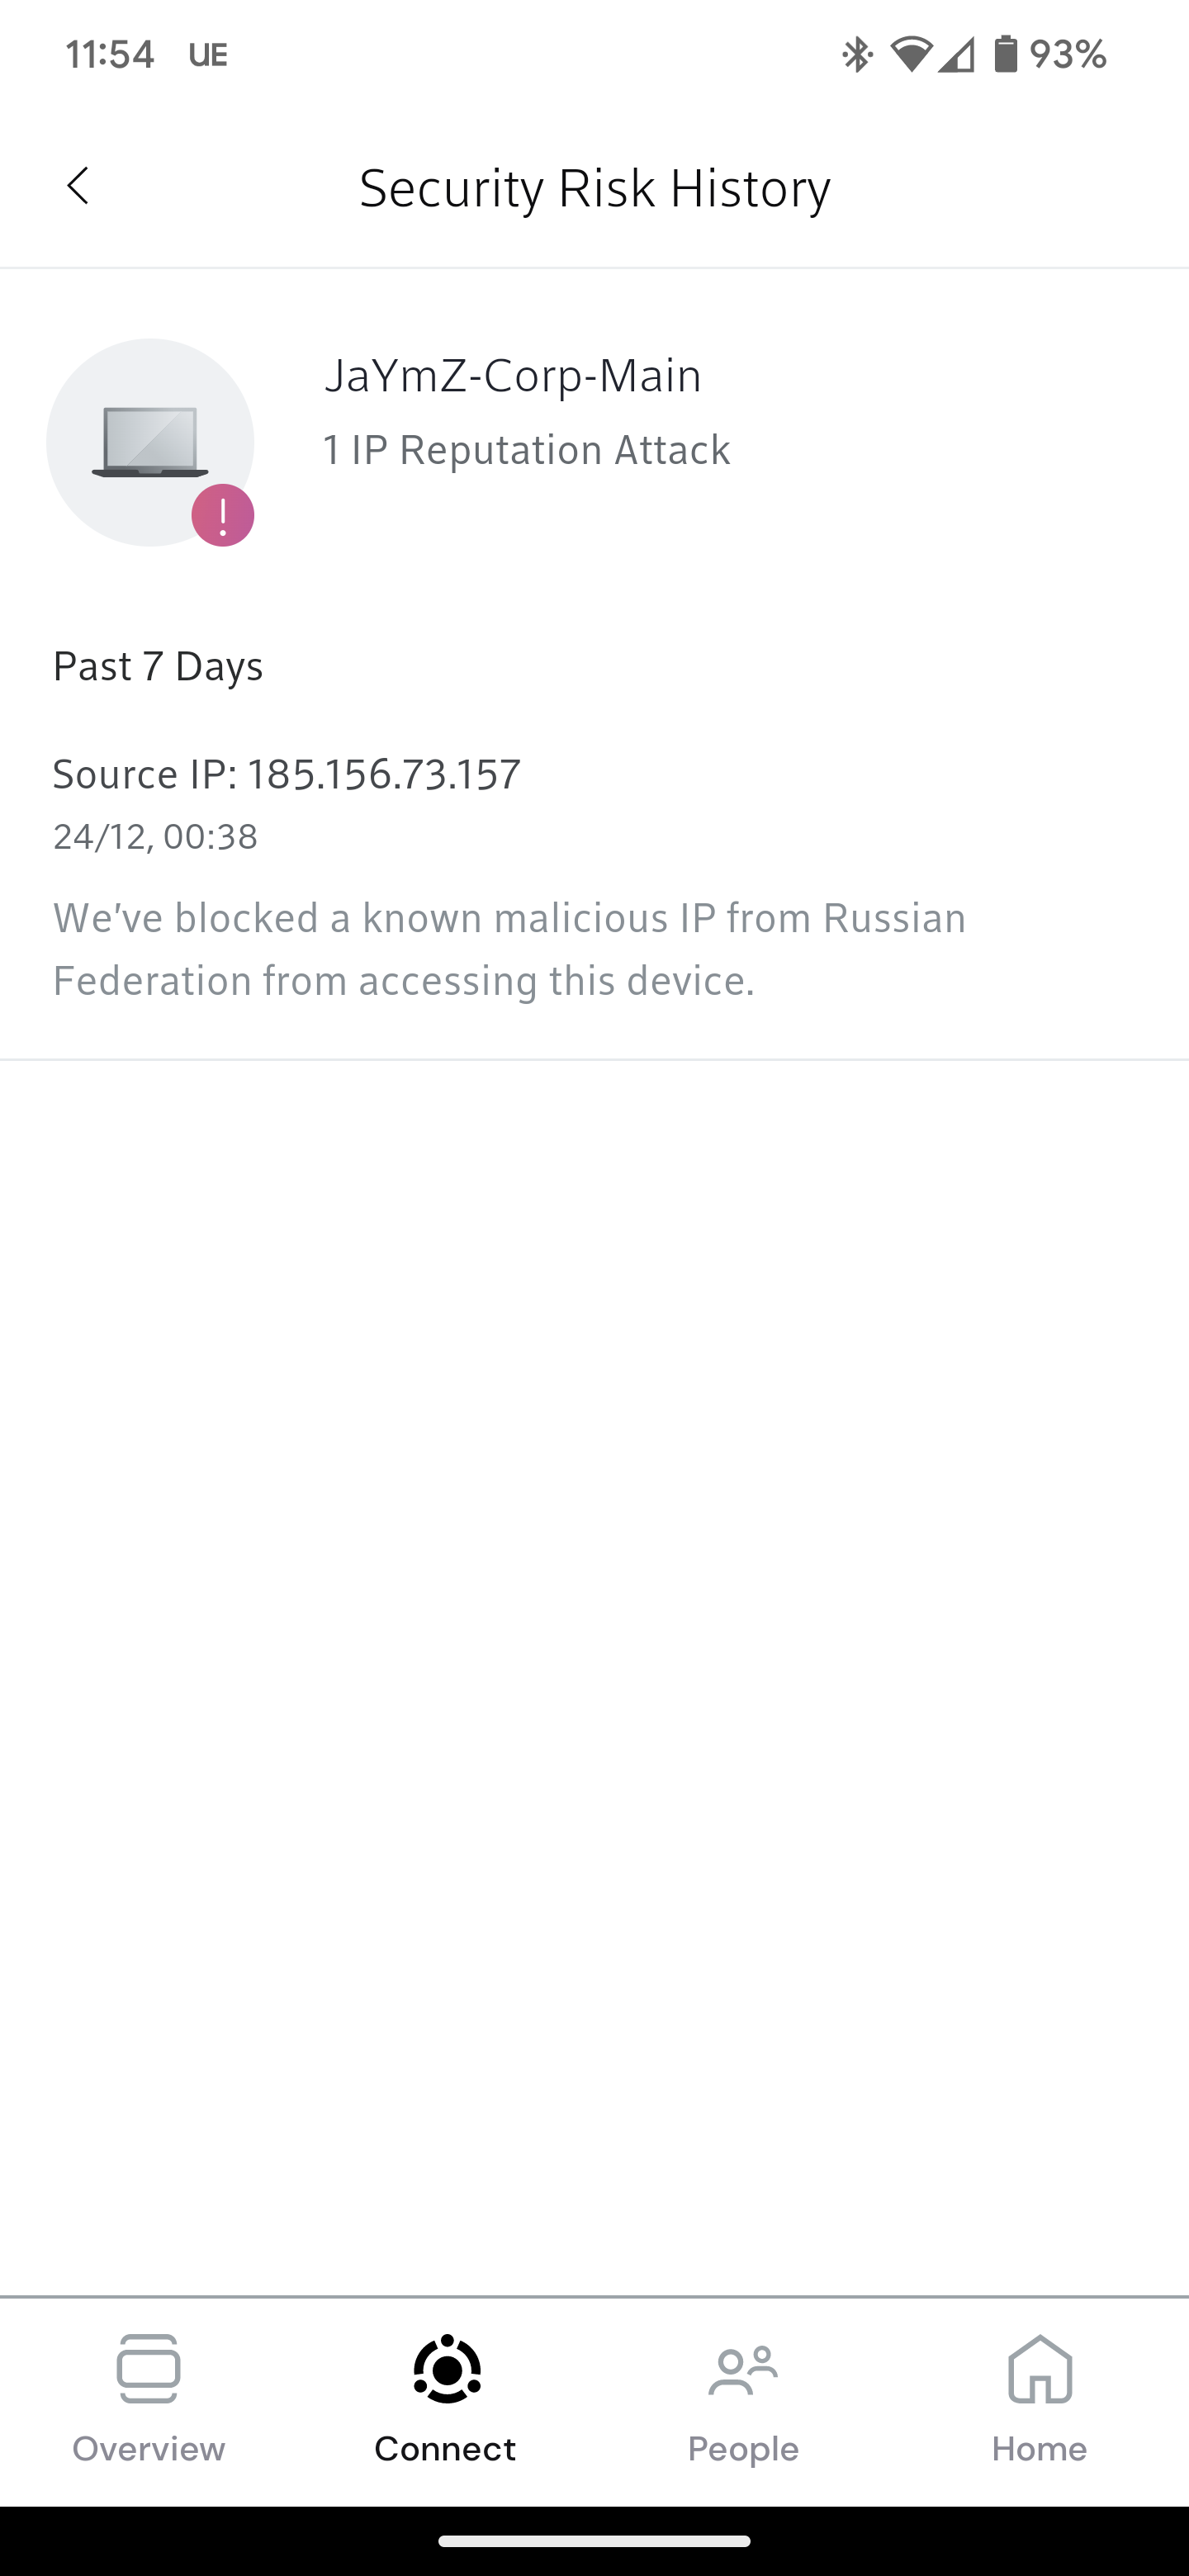 11:54 UE 93%
Security Risk History
JaYmZ-Corp-Main
1 IP Reputation Attack
Past 7 Days
Source IP: 185.156.73.157
24/12, 00:38
We've blocked a known malicious IP from Russian
Federation from accessing this device.
Overview Connect People Home